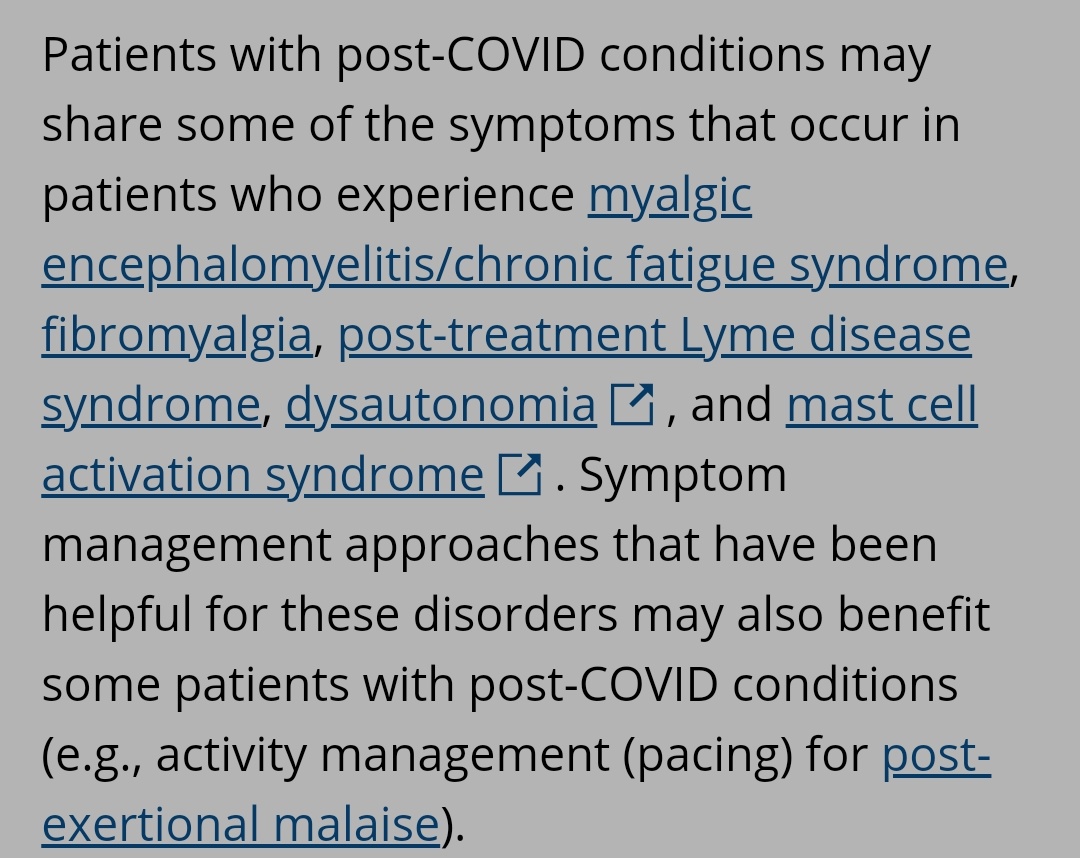 Patients with post-COVID conditions may
share some of the symptoms that occur in
patients who experience myalgic
encephalomyelitis/chronic fatigue syndrome,
fibromyalgia, post-treatment Lyme disease
syndrome, dysautonomia , and mast cell
activation syndrome . Symptom
management approaches that have been
helpful for these disorders may also benefit
some patients with post-COVID conditions
(e.g., activity management (pacing) for post-
exertional malaise).